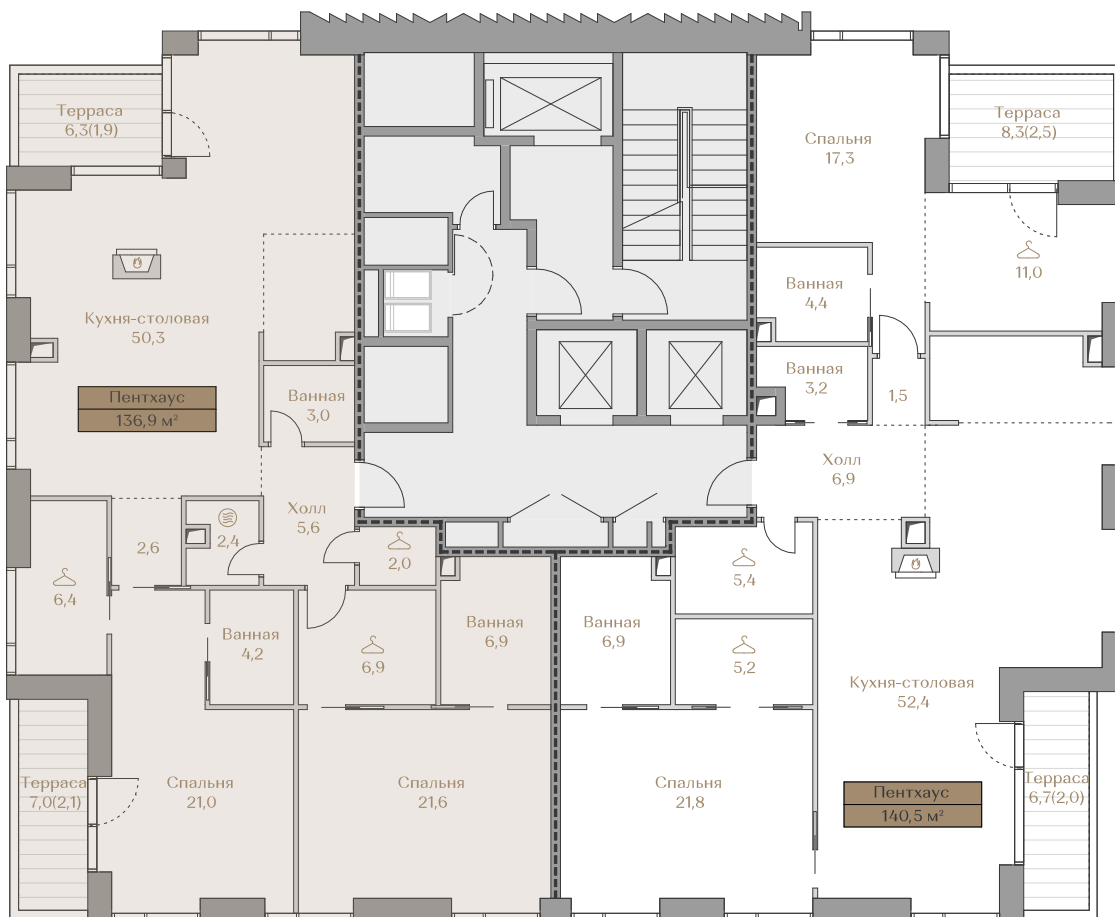 Терраса
6,3(1,9)
Кухня-столовая
50,3
Пентхаус
136,9 м²
Ванная
3,0
Холл
5,6
2,6
2,4
2,0
6,4
Ванная
4,2
6,9
Ванная
6,9
Терраса
7,0(2,1)
Спальня
21,0
Спальня
21,6
Спальня
17,3
Терраса
8,3(2,5)
11,0
Ванная
4,4
Ванная
3,2
1,5
Холл
6,9
5,4
Ванная
6,9
5,2
Кухня-столовая
52,4
Спальня
21,8
Пентхаус
140,5 м²
Терраса
6,7(2,0)